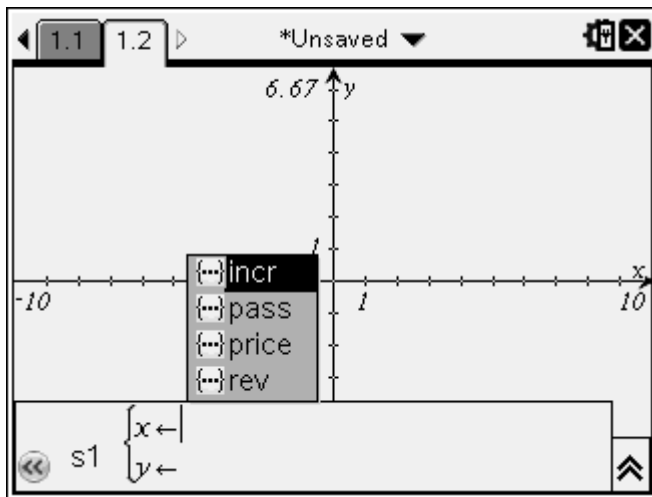 1.1 1.2 *Unsaved
6.67 y
1
incr
x
-10 1 10
pass
price
rev
x←
s1
y←